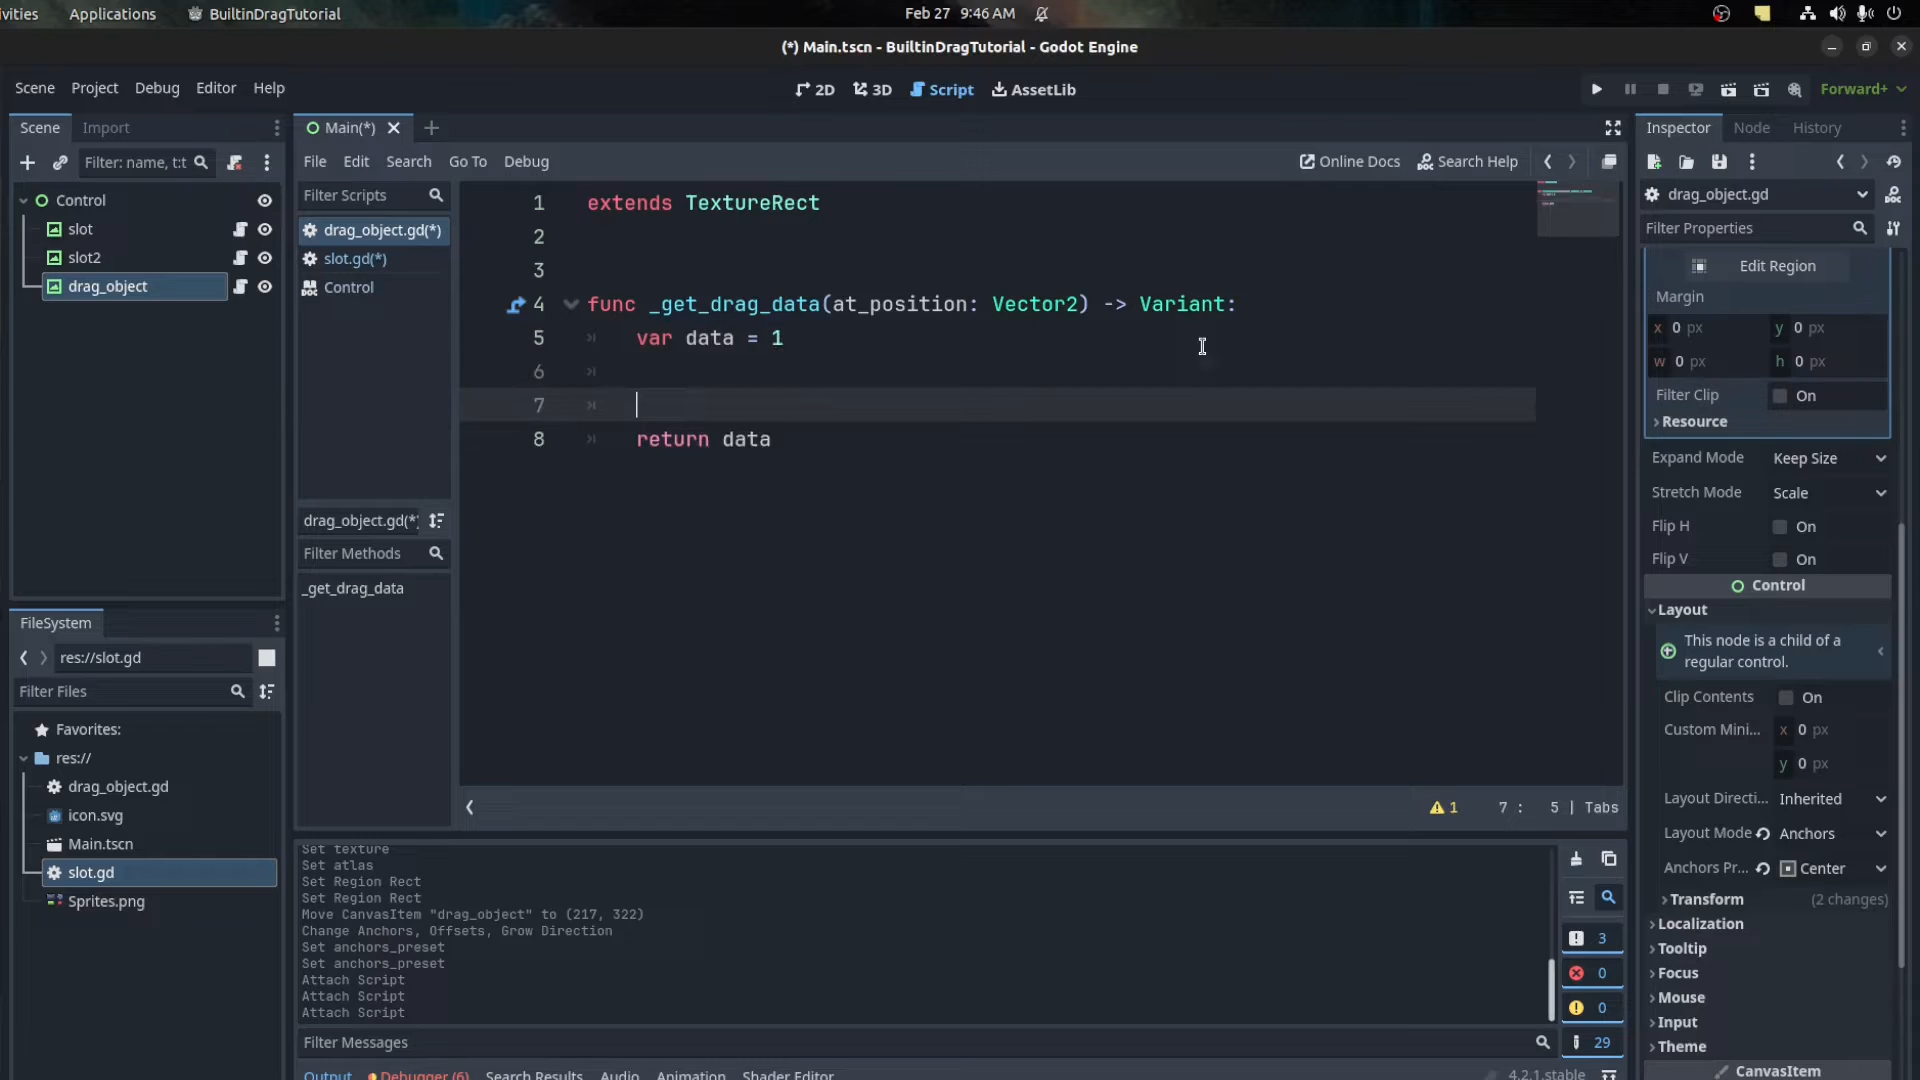 ivities Applications BuiltinDragTutorial Feb 27 9:46 AM
(*) Main.tscn - BuiltinDragTutorial - Godot Engine
Scene Project Debug Editor Help 2D 3D Script AssetLib Forward+
Scene Import
Filter: name, t:t
Control
slot
slot2
drag_object
FileSystem
res://slot.gd
Filter Files
Favorites:
res://
drag_object.gd
icon.svg
Main.tscn
slot.gd
Sprites.png
Main(*)
File Edit Search Go To Debug Online Docs Search Help
Filter Scripts
drag_object.gd(*)
slot.gd(*)
Control
drag_object.gd(*
Filter Methods
_get_drag_data
1 extends TextureRect
2
3
4 func _get_drag_data(at_position: Vector2) -> Variant:
5 var data = 1
6
7
8 return data
1 7 : 5 | Tabs
Set texture
Set atlas
Set Region Rect
Set Region Rect
Move CanvasItem "drag_object" to (217, 322)
Change Anchors, Offsets, Grow Direction
Set anchors_preset
Set anchors_preset
Attach Script
Attach Script
Attach Script
3
0
0
29
Filter Messages
Output Debugger (6) Search Results Audio Animation Shader Editor 4.2.1.stable
Inspector Node History
drag_object.gd
Filter Properties
Edit Region
Margin
x 0 px y 0 px
w 0 px h 0 px
Filter Clip On
Resource
Expand Mode Keep Size
Stretch Mode Scale
Flip H On
Flip V On
Control
Layout
This node is a child of a
regular control.
Clip Contents On
Custom Mini... x 0 px
y 0 px
Layout Directi... Inherited
Layout Mode Anchors
Anchors Pr... Center
Transform (2 changes)
Localization
Tooltip
Focus
Mouse
Input
Theme
CanvasItem